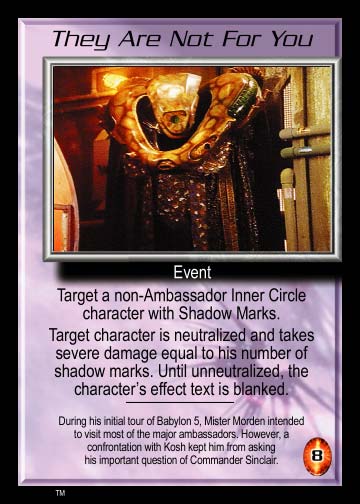 They Are Not For You
Event
Target a non-Ambassador Inner Circle
character with Shadow Marks.
Target character is neutralized and takes
severe damage equal to his number of
shadow marks. Until unneutralized, the
character's effect text is blanked.
During his initial tour of Babylon 5, Mister Morden intended
to visit most of the major ambassadors. However, a
confrontation with Kosh kept him from asking
his important question of Commander Sinclair.
8
TM